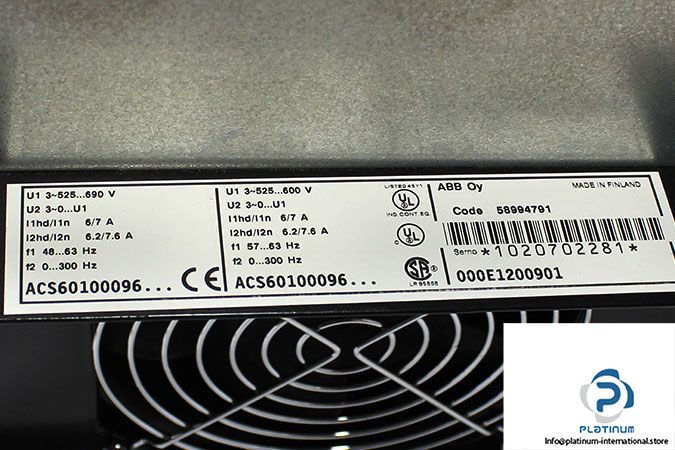 U1 3~525...690 V
U2 3~0...U1
I1hd/I1n 6/7 A
I2hd/I2n 6.2/7.6 A
f1 48...63 Hz
f2 0...300 Hz
ACS60100096... CE
U1 3~525...600 V
U2 3~0...U1
I1hd/I1n 6/7 A
I2hd/I2n 6.2/7.6 A
f1 57...63 Hz
f2 0...300 Hz
ACS60100096...
LISTED 45Y1
UL
IND. CONT. EQ.
UL
SA
LR 95888
ABB Oy MADE IN FINLAND
Code 58994791
Serno *1020702281*
000E1200901
PLATINUM
Info@platinum-international.store